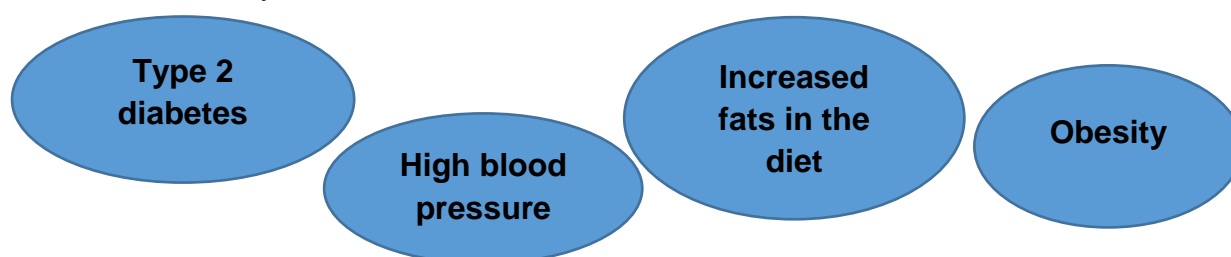 Type 2
diabetes
High blood
pressure
Increased
fats in the
diet
Obesity